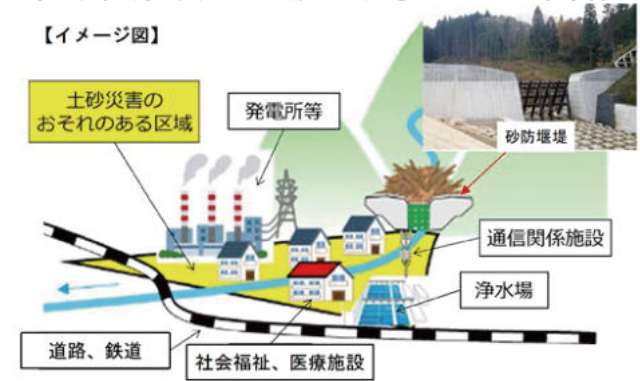 【イメージ図】
土砂災害の
おそれのある区域
発電所等
砂防堰堤
通信関係施設
浄水場
道路、鉄道
社会福祉、医療施設